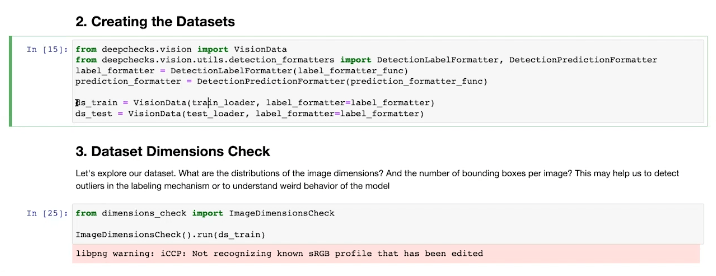 2. Creating the Datasets
In [15]: from deepchecks.vision import VisionData
from deepchecks.vision.utils.detection_formatters import DetectionLabelFormatter, DetectionPredictionFormatter
label_formatter = DetectionLabelFormatter(label_formatter_func)
prediction_formatter = DetectionPredictionFormatter(prediction_formatter_func)
ds_train = VisionData(train_loader, label_formatter=label_formatter)
ds_test = VisionData(test_loader, label_formatter=label_formatter)
3. Dataset Dimensions Check
Let's explore our dataset. What are the distributions of the image dimensions? And the number of bounding boxes per image? This may help us to detect
outliers in the labeling mechanism or to understand weird behavior of the model
In [25]: from dimensions_check import ImageDimensionsCheck
ImageDimensionsCheck().run(ds_train)
libpng warning: iCCP: Not recognizing known sRGB profile that has been edited